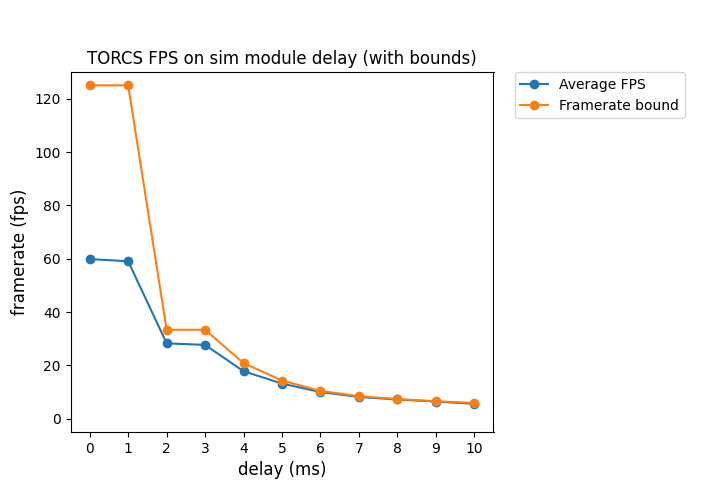 TORCS FPS on sim module delay (with bounds)
Average FPS
Framerate bound
framerate (fps)
120
100
80
60
40
20
0
0 1 2 3 4 5 6 7 8 9 10
delay (ms)